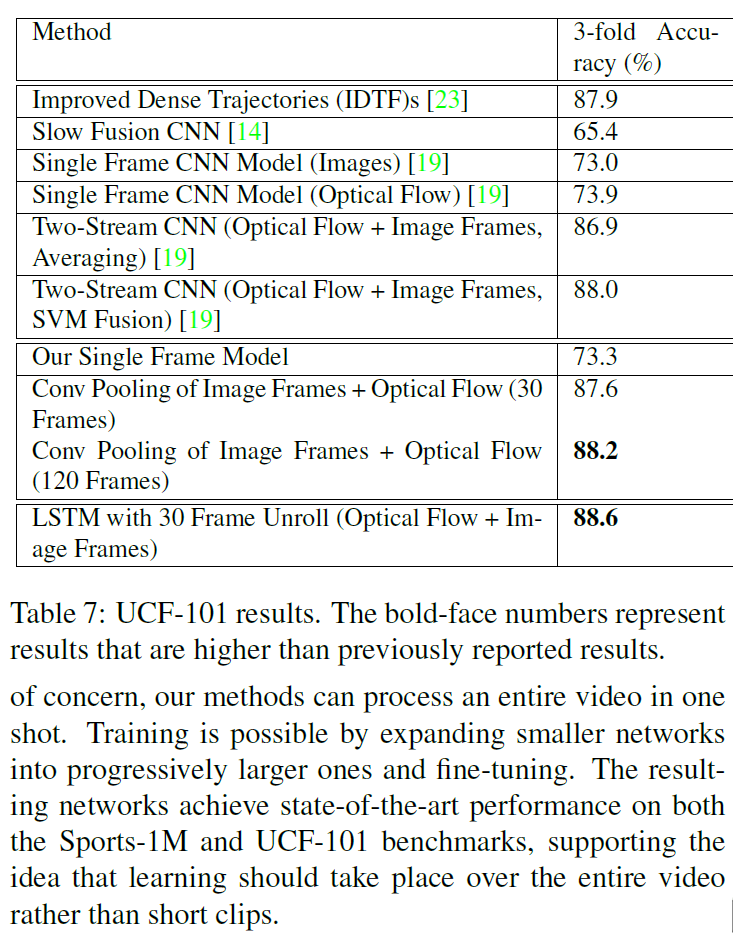 Method
3-fold Accu-
racy (%)
Improved Dense Trajectories (IDTF)s [23] 87.9
Slow Fusion CNN [14] 65.4
Single Frame CNN Model (Images) [19] 73.0
Single Frame CNN Model (Optical Flow) [19] 73.9
Two-Stream CNN (Optical Flow + Image Frames, 86.9
Averaging) [19]
Two-Stream CNN (Optical Flow + Image Frames, 88.0
SVM Fusion) [19]
Our Single Frame Model 73.3
Conv Pooling of Image Frames + Optical Flow (30 87.6
Frames)
Conv Pooling of Image Frames + Optical Flow 88.2
(120 Frames)
LSTM with 30 Frame Unroll (Optical Flow + Im- 88.6
age Frames)
Table 7: UCF-101 results. The bold-face numbers represent
results that are higher than previously reported results.
of concern, our methods can process an entire video in one
shot. Training is possible by expanding smaller networks
into progressively larger ones and fine-tuning. The result-
ing networks achieve state-of-the-art performance on both
the Sports-1M and UCF-101 benchmarks, supporting the
idea that learning should take place over the entire video
rather than short clips.